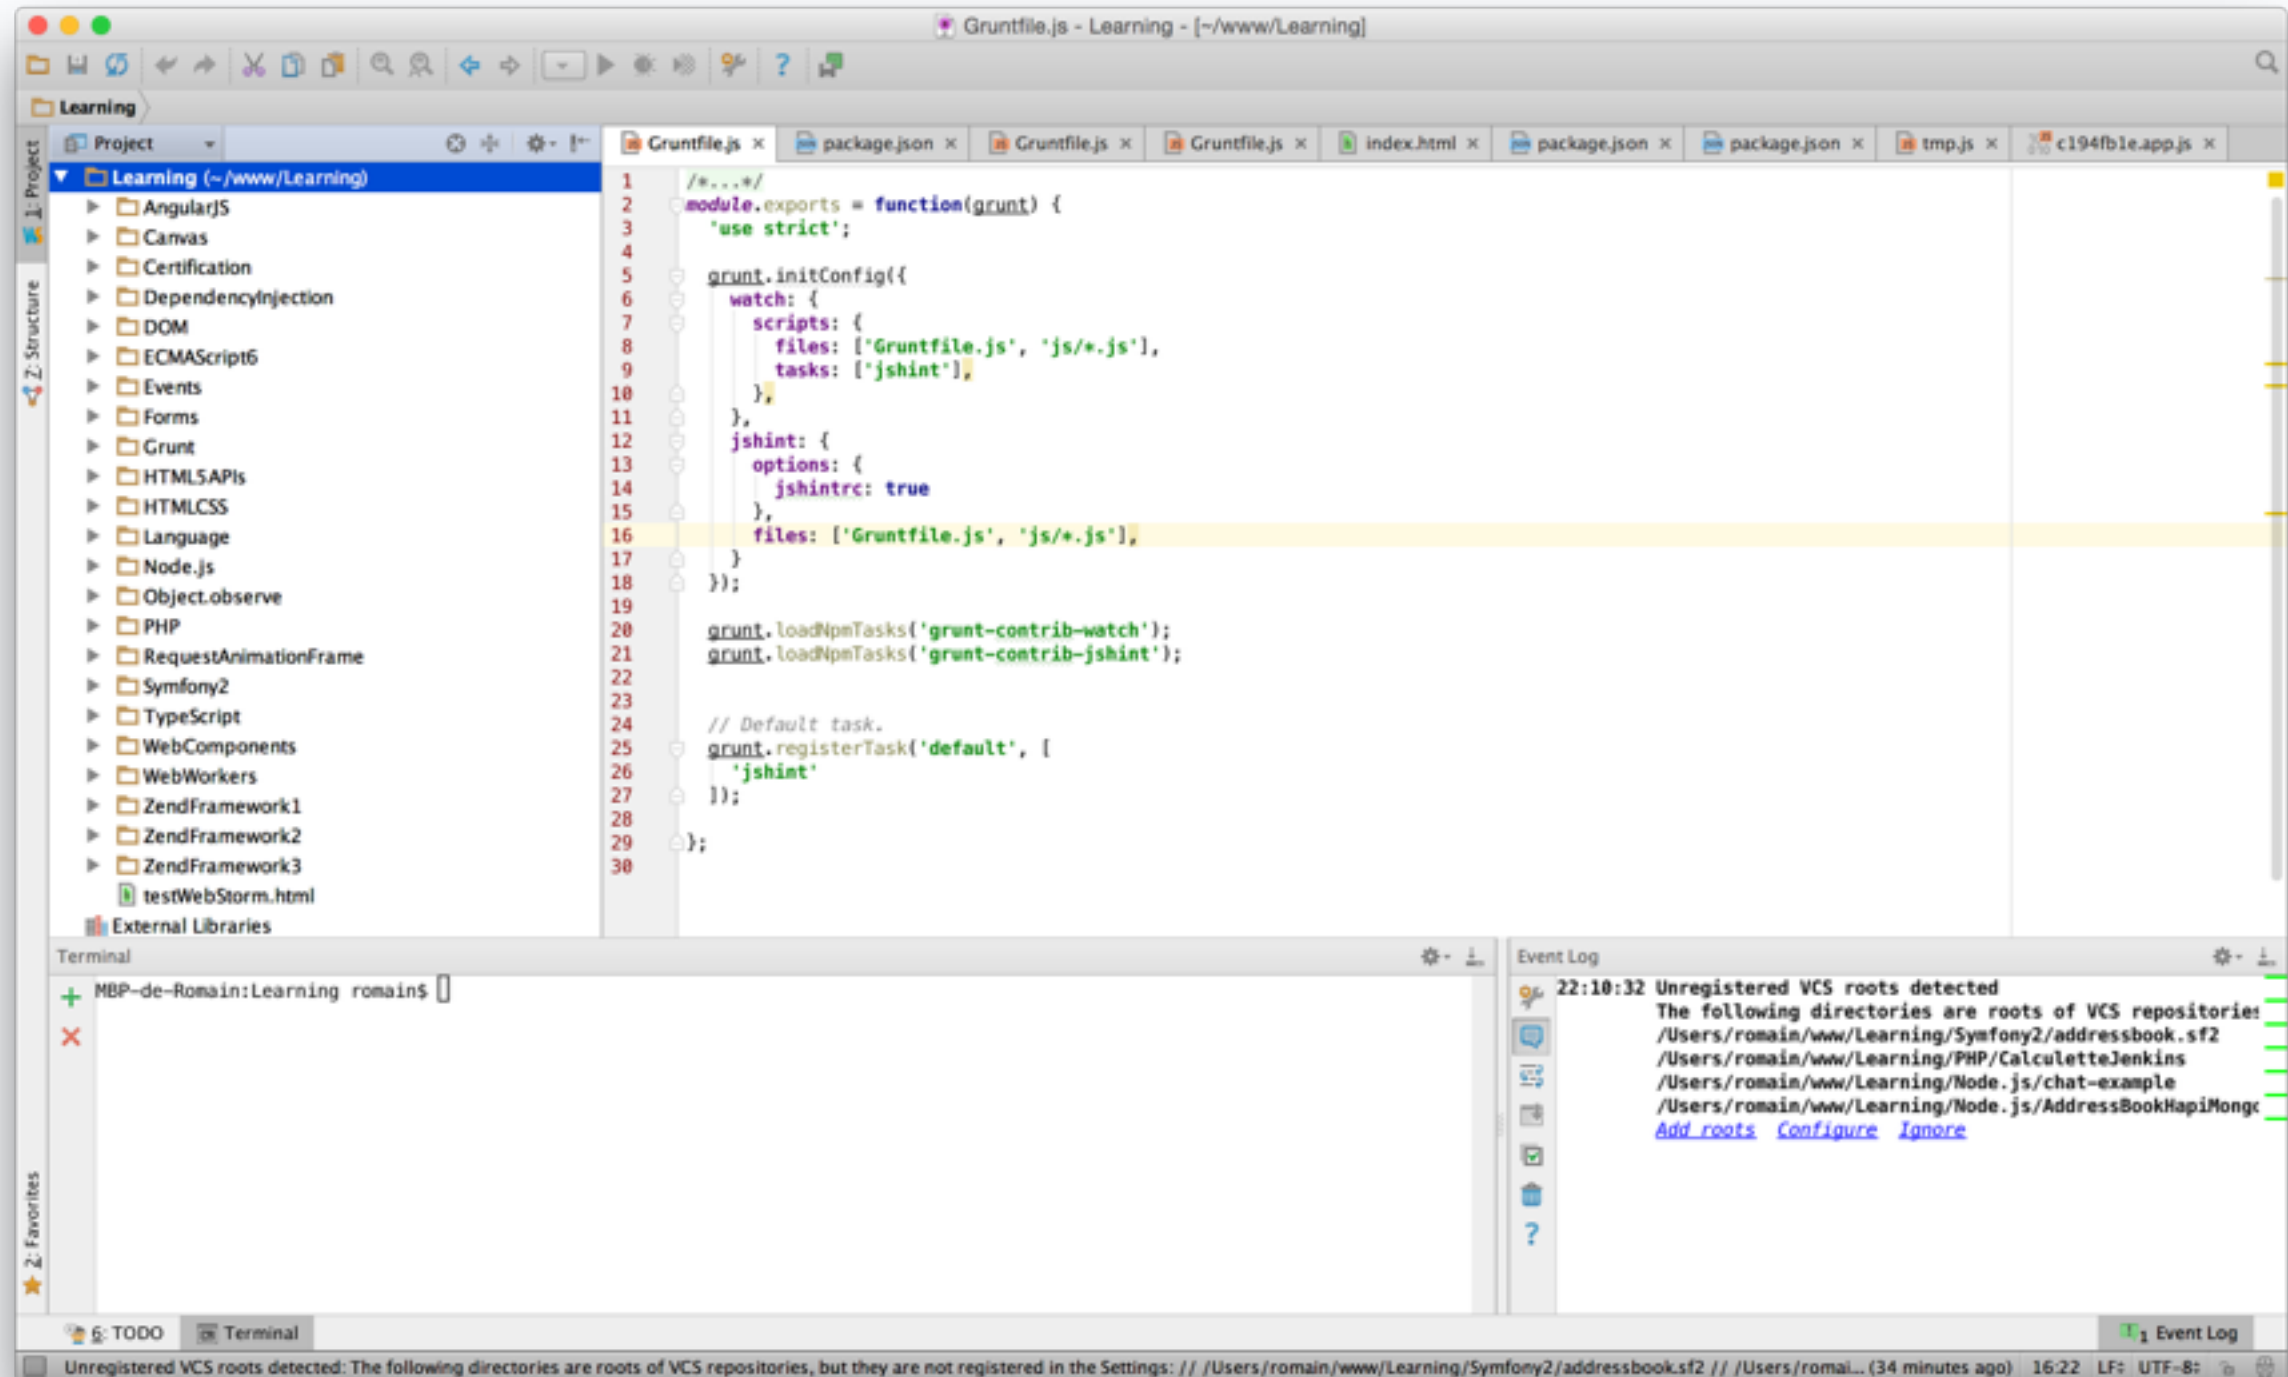 Gruntfile.js - Learning - [~/www/Learning]
Learning
1: Project
Z: Structure
2: Favorites
Project
Learning (~/www/Learning)
AngularJS
Canvas
Certification
DependencyInjection
DOM
ECMAScript6
Events
Forms
Grunt
HTML5APIs
HTMLCSS
Language
Node.js
Object.observe
PHP
RequestAnimationFrame
Symfony2
TypeScript
WebComponents
WebWorkers
ZendFramework1
ZendFramework2
ZendFramework3
testWebStorm.html
External Libraries
Gruntfile.js package.json Gruntfile.js Gruntfile.js index.html package.json package.json tmp.js c194fb1e.app.js
1 /*...*/
2 module.exports = function(grunt) {
3 'use strict';
4
5 grunt.initConfig({
6 watch: {
7 scripts: {
8 files: ['Gruntfile.js', 'js/*.js'],
9 tasks: ['jshint'],
10 },
11 },
12 jshint: {
13 options: {
14 jshintrc: true
15 },
16 files: ['Gruntfile.js', 'js/*.js'],
17 }
18 });
19
20 grunt.loadNpmTasks('grunt-contrib-watch');
21 grunt.loadNpmTasks('grunt-contrib-jshint');
22
23
24 // Default task.
25 grunt.registerTask('default', [
26 'jshint'
27 ]);
28
29 };
30
Terminal
MBP-de-Romain:Learning romain$
Event Log
22:10:32 Unregistered VCS roots detected
The following directories are roots of VCS repositories
/Users/romain/www/Learning/Symfony2/addressbook.sf2
/Users/romain/www/Learning/PHP/CalculetteJenkins
/Users/romain/www/Learning/Node.js/chat-example
/Users/romain/www/Learning/Node.js/AddressBookHapiMongo
Add roots Configure Ignore
6: TODO Terminal
1 Event Log
Unregistered VCS roots detected: The following directories are roots of VCS repositories, but they are not registered in the Settings: // /Users/romain/www/Learning/Symfony2/addressbook.sf2 // /Users/romai... (34 minutes ago) 16:22 LF UTF-8